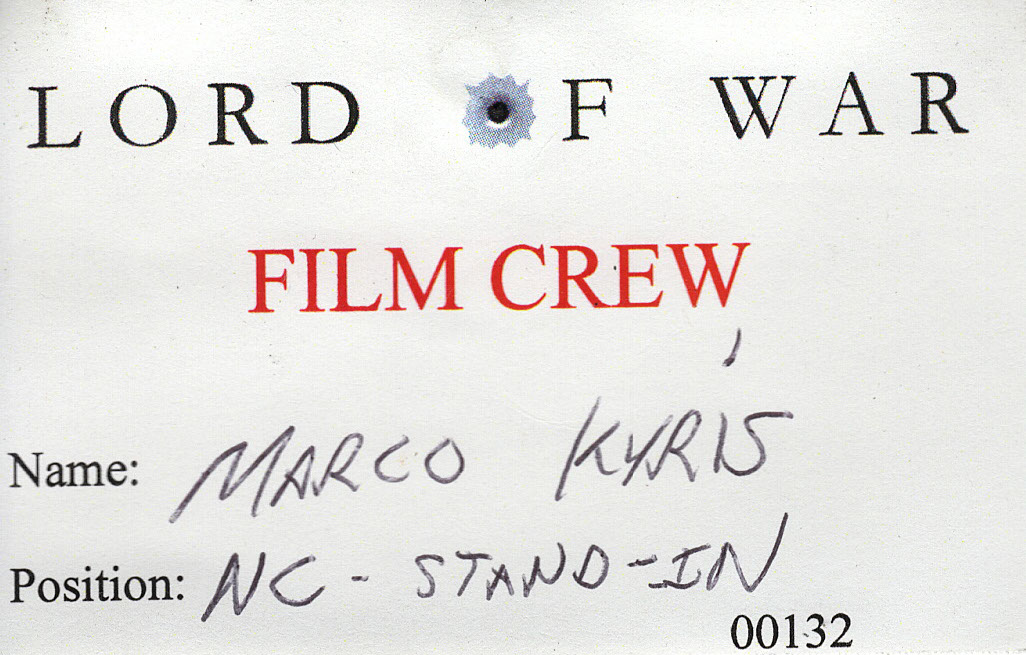 LORD OF WAR
FILM CREW
Name: MARCO KYRIS
Position: NC - STAND-IN
00132